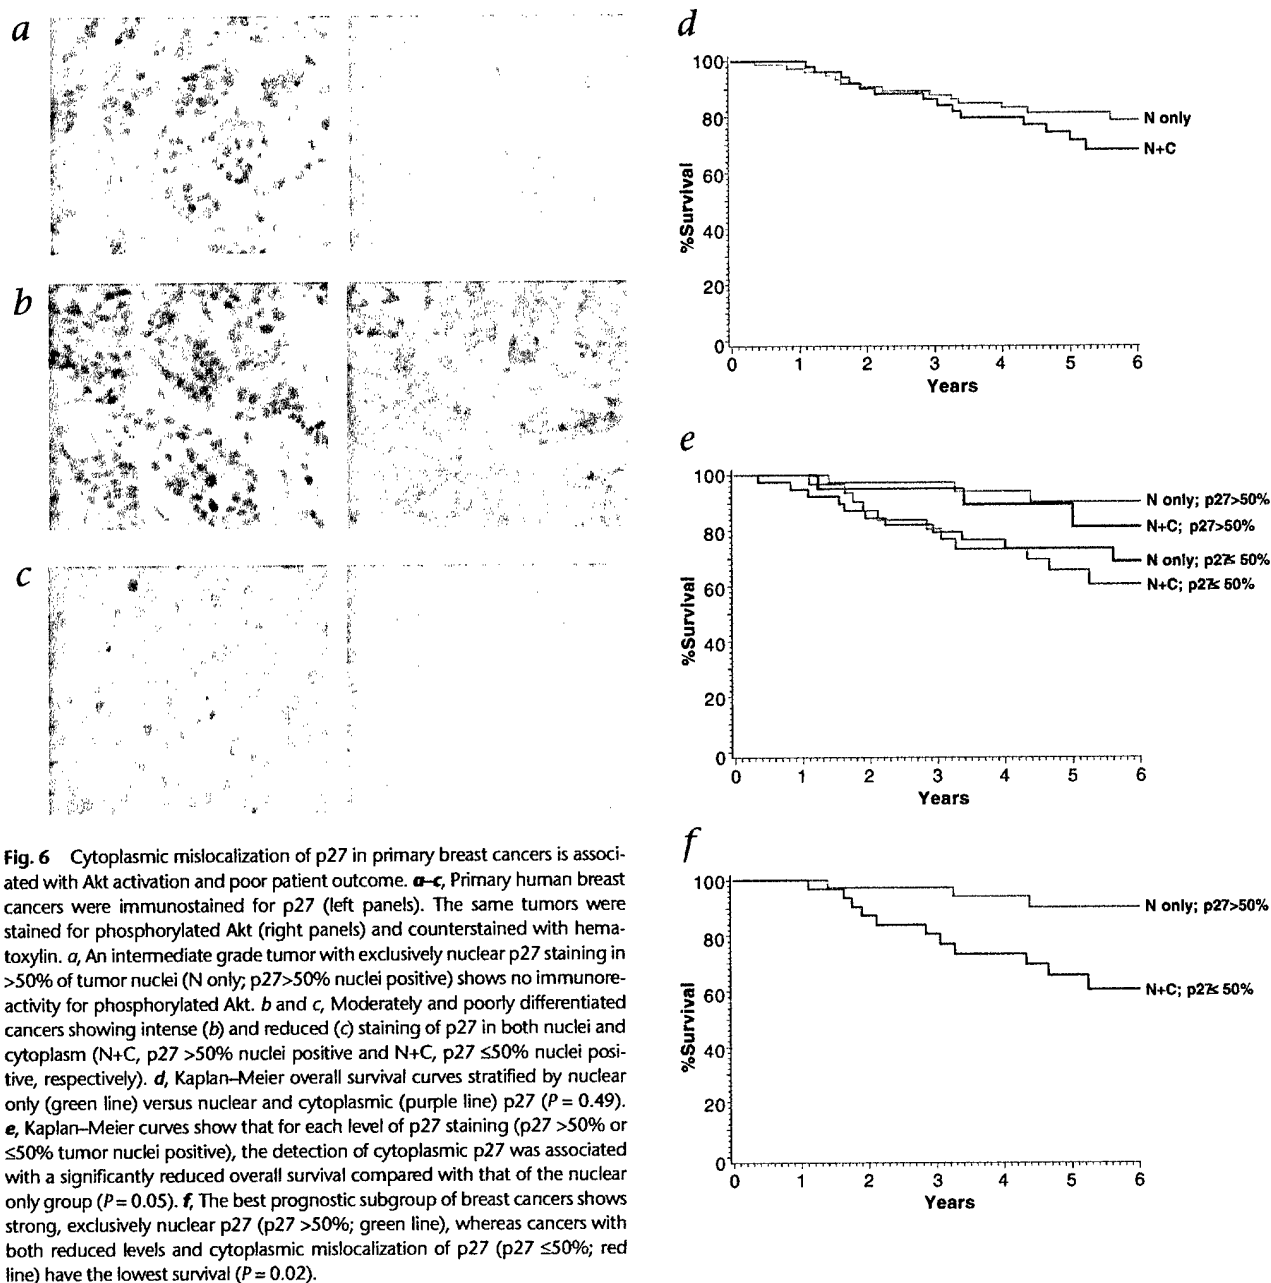 a
b
c
Fig. 6 Cytoplasmic mislocalization of p27 in primary breast cancers is associ-
ated with Akt activation and poor patient outcome. a–c, Primary human breast
cancers were immunostained for p27 (left panels). The same tumors were
stained for phosphorylated Akt (right panels) and counterstained with hema-
toxylin. a, An intermediate grade tumor with exclusively nuclear p27 staining in
>50% of tumor nuclei (N only; p27>50% nuclei positive) shows no immunore-
activity for phosphorylated Akt. b and c, Moderately and poorly differentiated
cancers showing intense (b) and reduced (c) staining of p27 in both nuclei and
cytoplasm (N+C, p27 >50% nuclei positive and N+C, p27 ≤50% nuclei posi-
tive, respectively). d, Kaplan–Meier overall survival curves stratified by nuclear
only (green line) versus nuclear and cytoplasmic (purple line) p27 (P = 0.49).
e, Kaplan–Meier curves show that for each level of p27 staining (p27 >50% or
≤50% tumor nuclei positive), the detection of cytoplasmic p27 was associated
with a significantly reduced overall survival compared with that of the nuclear
only group (P = 0.05). f, The best prognostic subgroup of breast cancers shows
strong, exclusively nuclear p27 (p27 >50%; green line), whereas cancers with
both reduced levels and cytoplasmic mislocalization of p27 (p27 ≤50%; red
line) have the lowest survival (P = 0.02).
d
100
80
60
40
20
0
%Survival
N only
N+C
0 1 2 3 4 5 6
Years
e
100
80
60
40
20
0
%Survival
N only; p27>50%
N+C; p27>50%
N only; p27≤ 50%
N+C; p27≤ 50%
0 1 2 3 4 5 6
Years
f
100
80
60
40
20
0
%Survival
N only; p27>50%
N+C; p27≤ 50%
0 1 2 3 4 5 6
Years